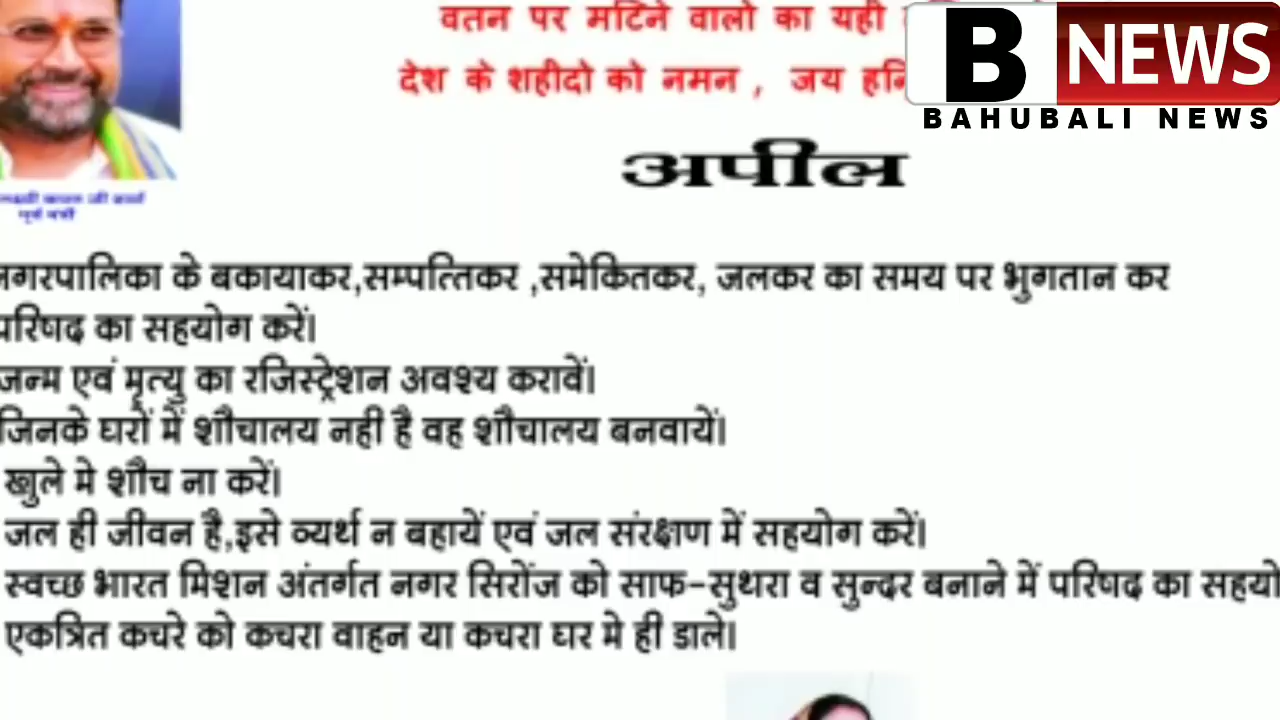 वतन पर मटिने वालो का यही
देश के शहीदो को नमन , जय
B NEWS
BAHUBALI NEWS
अपील
नगरपालिका के बकायाकर,सम्पत्तिकर ,समेकितकर, जलकर का समय पर भुगतान कर
परिषद का सहयोग करें।
जन्म एवं मृत्यु का रजिस्ट्रेशन अवश्य करावें।
जिनके घरों में शौचालय नही है वह शौचालय बनवायें।
खुले मे शौच ना करें।
जल ही जीवन है,इसे व्यर्थ न बहायें एवं जल संरक्षण में सहयोग करें।
स्वच्छ भारत मिशन अंतर्गत नगर सिरोंज को साफ-सुथरा व सुन्दर बनाने में परिषद का
एकत्रित कचरे को कचरा वाहन या कचरा घर मे ही डाले।